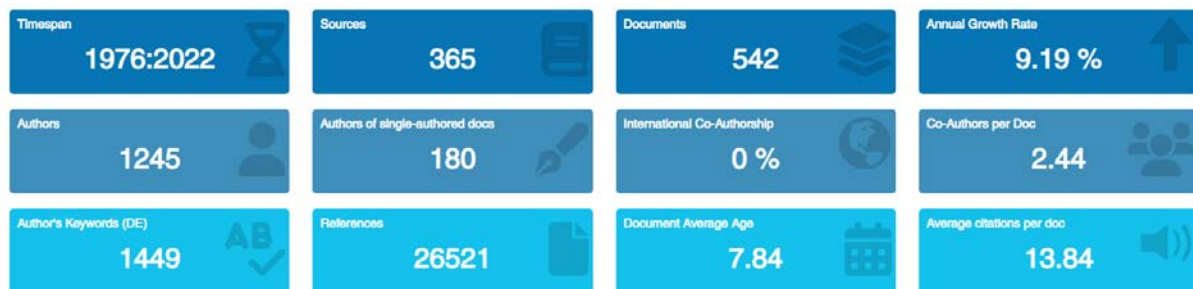 Timespan
1976:2022
Sources
365
Documents
542
Annual Growth Rate
9.19 %
Authors
1245
Authors of single-authored docs
180
International Co-Authorship
0 %
Co-Authors per Doc
2.44
Author's Keywords (DE)
1449
AB
References
26521
Document Average Age
7.84
Average citations per doc
13.84